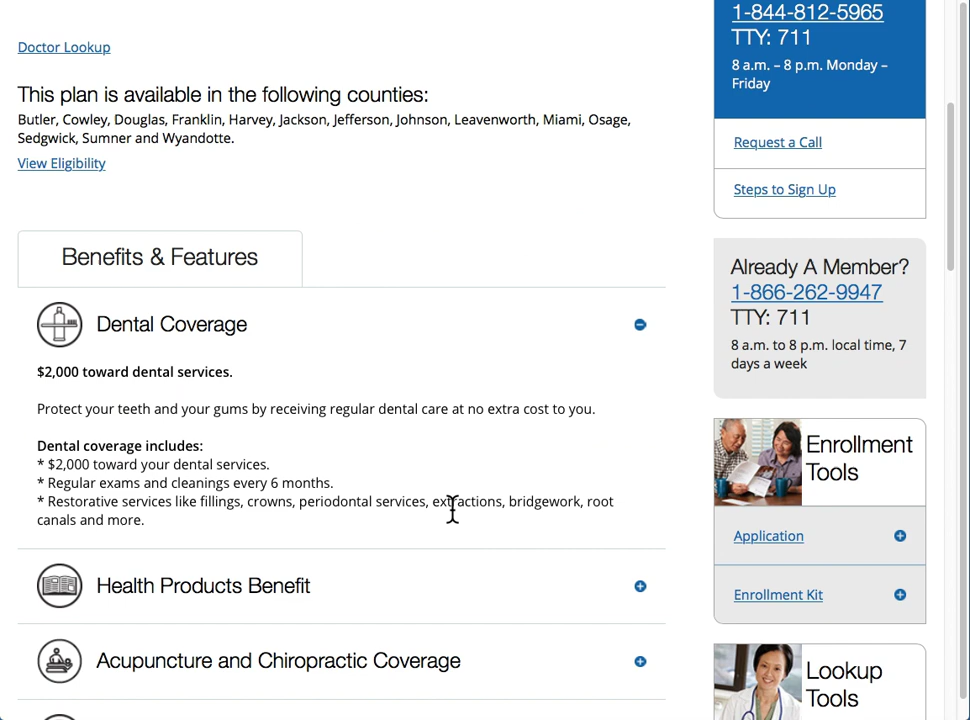 Doctor Lookup
This plan is available in the following counties:
Butler, Cowley, Douglas, Franklin, Harvey, Jackson, Jefferson, Johnson, Leavenworth, Miami, Osage,
Sedgwick, Sumner and Wyandotte.
View Eligibility
Benefits & Features
Dental Coverage
$2,000 toward dental services.
Protect your teeth and your gums by receiving regular dental care at no extra cost to you.
Dental coverage includes:
* $2,000 toward your dental services.
* Regular exams and cleanings every 6 months.
* Restorative services like fillings, crowns, periodontal services, extractions, bridgework, root
canals and more.
Health Products Benefit
Acupuncture and Chiropractic Coverage
1-844-812-5965
TTY: 711
8 a.m. – 8 p.m. Monday –
Friday
Request a Call
Steps to Sign Up
Already A Member?
1-866-262-9947
TTY: 711
8 a.m. to 8 p.m. local time, 7
days a week
Enrollment
Tools
Application
Enrollment Kit
Lookup
Tools